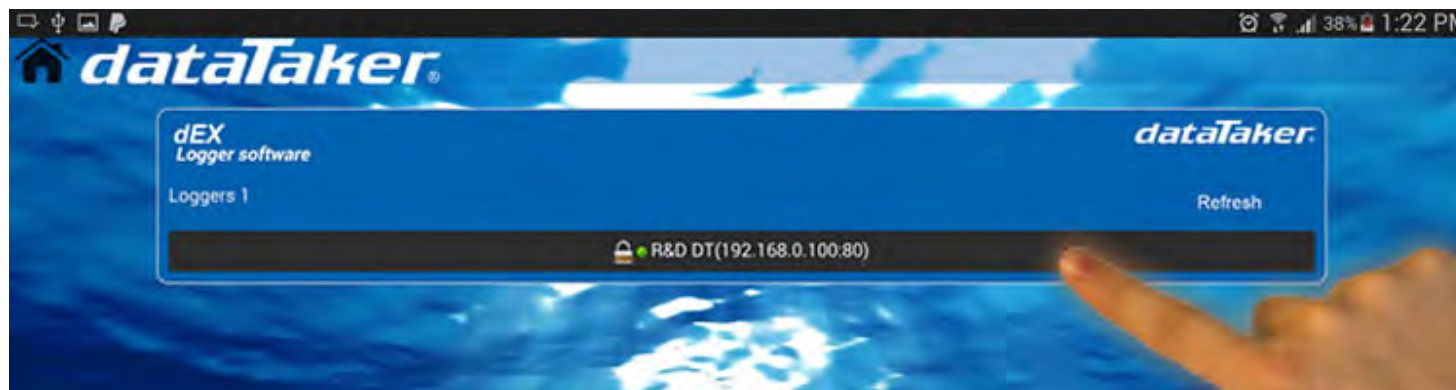 38% 1:22 PM
dataTaker®
dEX
Logger software
dataTaker®
Loggers 1
Refresh
R&D DT(192.168.0.100:80)